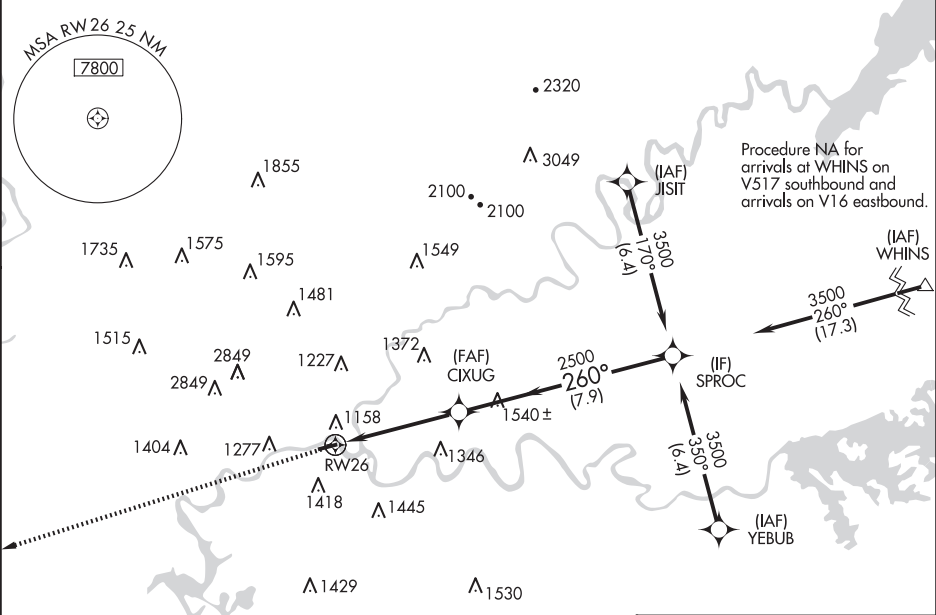 MSA RW26 25 NM
7800
2320
3049
2100
2100
1855
(IAF)
JISIT
Procedure NA for
arrivals at WHINS on
V517 southbound and
arrivals on V16 eastbound.
1735
1575
1595
1549
3500
170°
(6.4)
(IAF)
WHINS
1481
3500
260°
(17.3)
1515
2849
2849
1227
1372
(FAF)
CIXUG
2500
260°
(7.9)
(IF)
SPROC
1540±
1158
1404
1277
RW26
1346
3500
350°
(6.4)
1418
1445
(IAF)
YEBUB
1429
1530